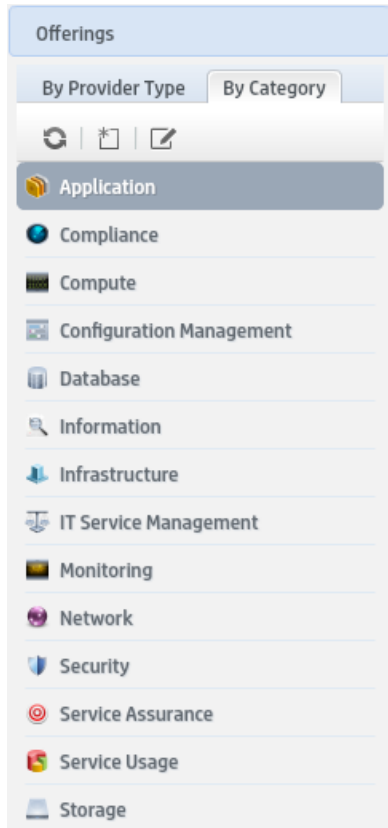 Offerings
By Provider Type By Category
Application
Compliance
Compute
Configuration Management
Database
Information
Infrastructure
IT Service Management
Monitoring
Network
Security
Service Assurance
Service Usage
Storage